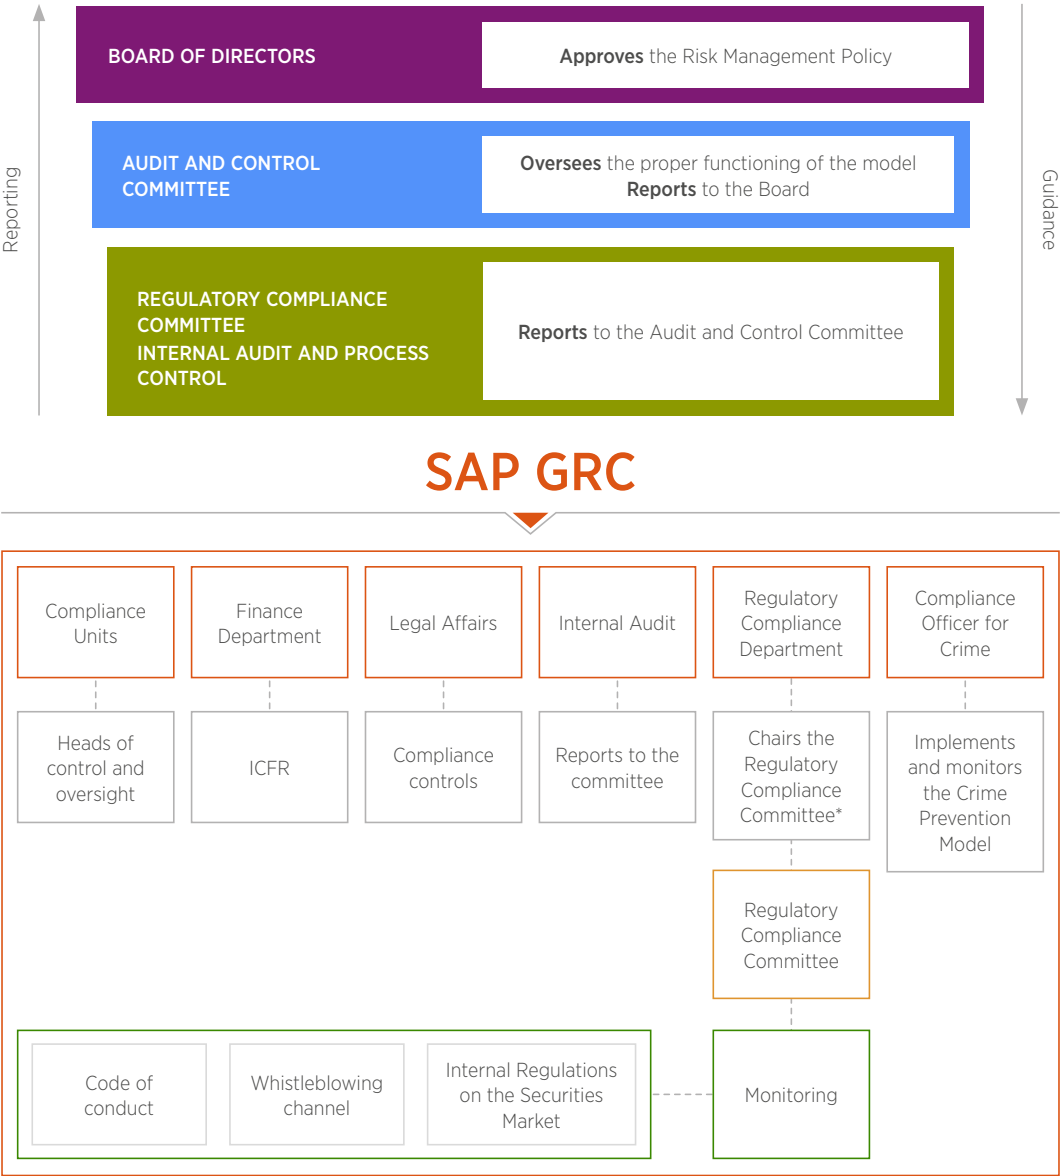 BOARD OF DIRECTORS
Approves the Risk Management Policy
AUDIT AND CONTROL
COMMITTEE
Oversees the proper functioning of the model
Reports to the Board
Reporting
Guidance
REGULATORY COMPLIANCE
COMMITTEE
INTERNAL AUDIT AND PROCESS
CONTROL
Reports to the Audit and Control Committee
SAP GRC
Compliance
Units
Finance
Department
Legal Affairs
Internal Audit
Regulatory
Compliance
Department
Compliance
Officer for
Crime
Heads of
control and
oversight
ICFR
Compliance
controls
Reports to the
committee
Chairs the
Regulatory
Compliance
Committee*
Implements
and monitors
the Crime
Prevention
Model
Regulatory
Compliance
Committee
Code of
conduct
Whistleblowing
channel
Internal Regulations
on the Securities
Market
Monitoring